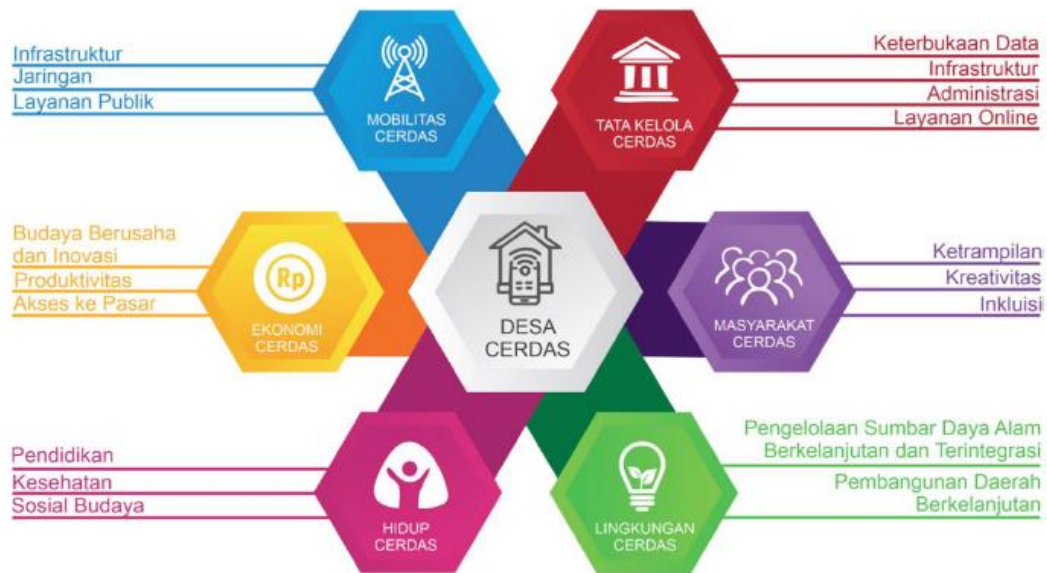 Infrastruktur
Jaringan
Layanan Publik
MOBILITAS
CERDAS
TATA KELOLA
CERDAS
Keterbukaan Data
Infrastruktur
Administrasi
Layanan Online
Budaya Berusaha
dan Inovasi
Produktivitas
Akses ke Pasar
Rp
EKONOMI
CERDAS
DESA
CERDAS
MASYARAKAT
CERDAS
Ketrampilan
Kreativitas
Inkluisi
Pendidikan
Kesehatan
Sosial Budaya
HIDUP
CERDAS
LINGKUNGAN
CERDAS
Pengelolaan Sumbar Daya Alam
Berkelanjutan dan Terintegrasi
Pembangunan Daerah
Berkelanjutan